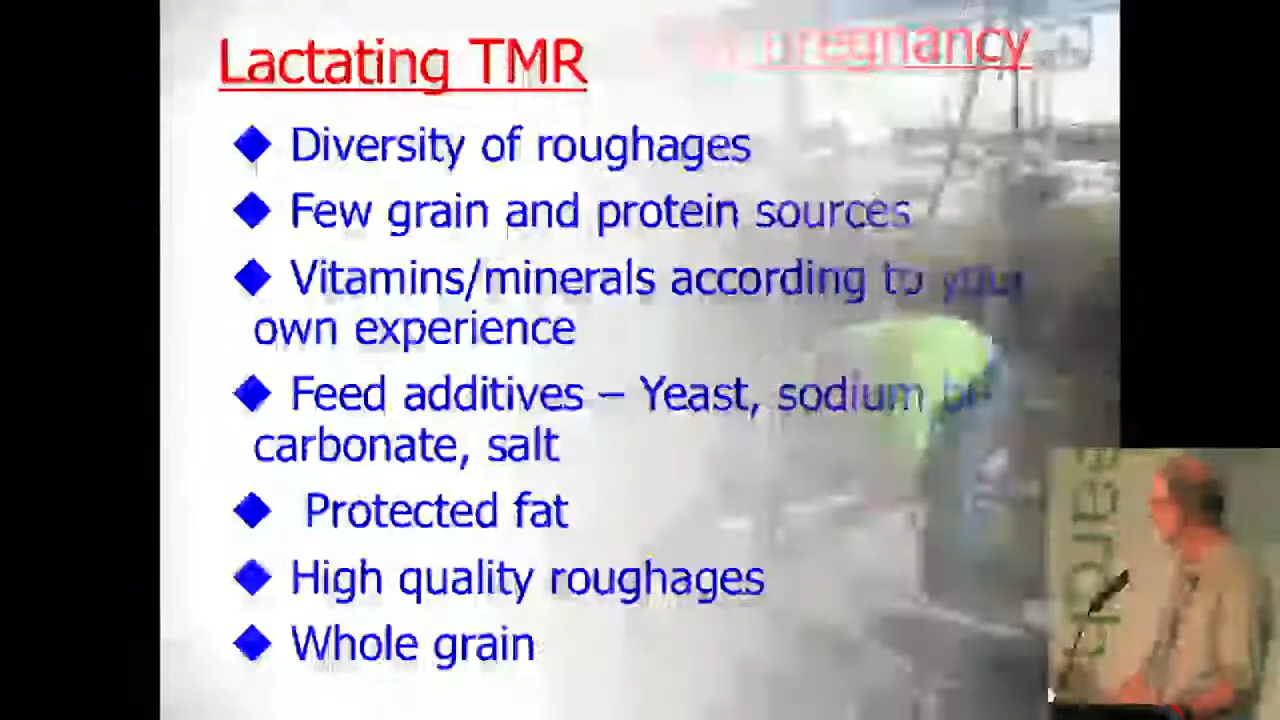 Lactating TMR
pregnancy
◆ Diversity of roughages
◆ Few grain and protein sources
◆ Vitamins/minerals according to your
own experience
◆ Feed additives – Yeast, sodium bi-
carbonate, salt
◆ Protected fat
◆ High quality roughages
◆ Whole grain